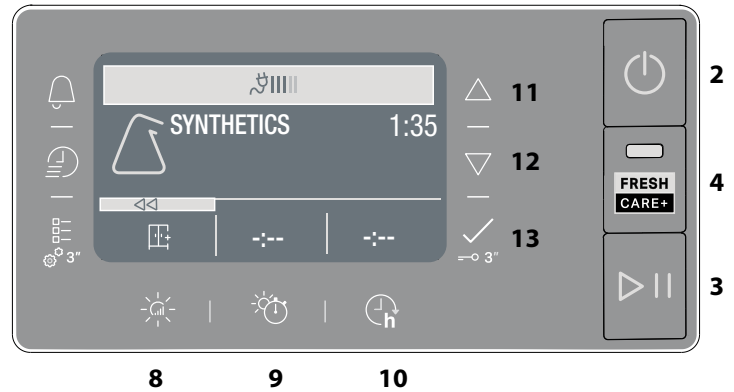 2
11
SYNTHETICS 1:35
12
FRESH
CARE+
4
-:-- -:--
3"
13
3"
3
h
8 9 10